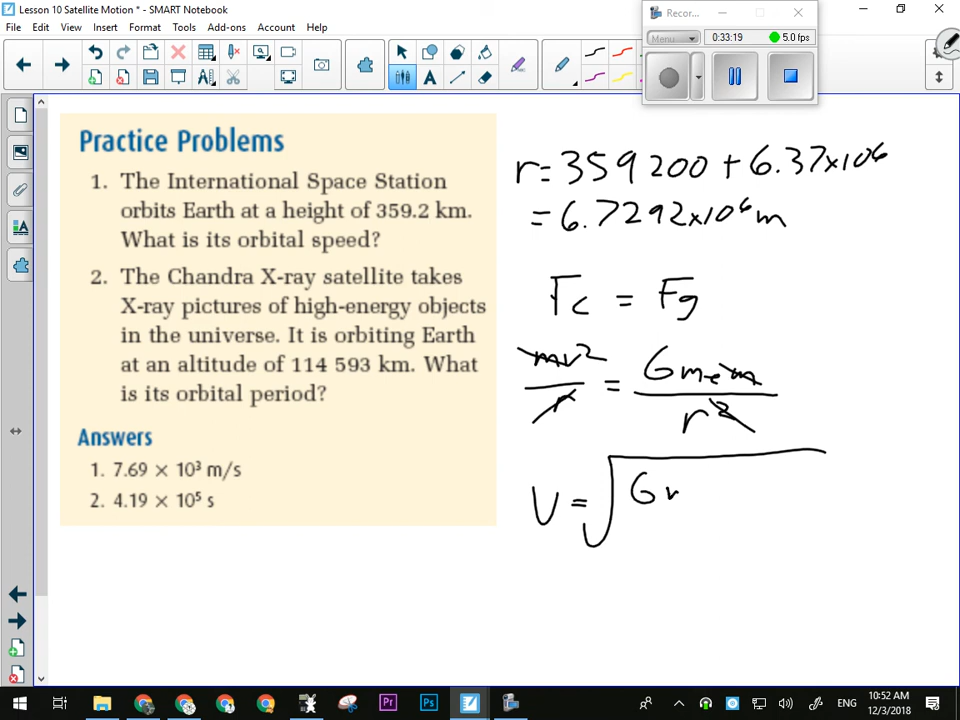 Lesson 10 Satellite Motion * - SMART Notebook
Recor...
File Edit View Insert Format Tools Add-ons Account Help
Menu
0:33:19
5.0 fps
Practice Problems
1. The International Space Station
orbits Earth at a height of 359.2 km.
What is its orbital speed?
2. The Chandra X-ray satellite takes
X-ray pictures of high-energy objects
in the universe. It is orbiting Earth
at an altitude of 114 593 km. What
is its orbital period?
Answers
1. 7.69 × 10³ m/s
2. 4.19 × 10⁵ s
r = 359 200 + 6.37 x10⁶
= 6.7292 x10⁶ m
Fc = Fg
mv²/r = Gmem/r²
V = √G
ENG
10:52 AM
12/3/2018